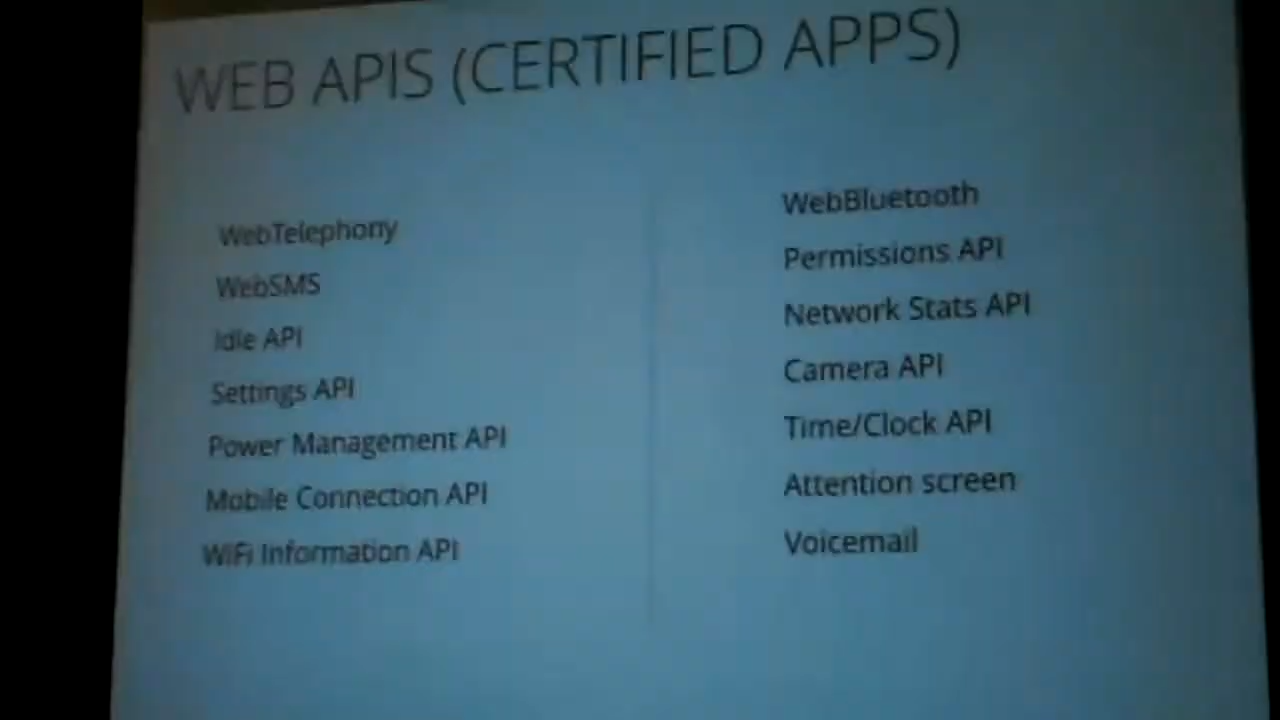 WEB APIS (CERTIFIED APPS)
WebTelephony
WebSMS
Idle API
Settings API
Power Management API
Mobile Connection API
WiFi Information API
WebBluetooth
Permissions API
Network Stats API
Camera API
Time/Clock API
Attention screen
Voicemail